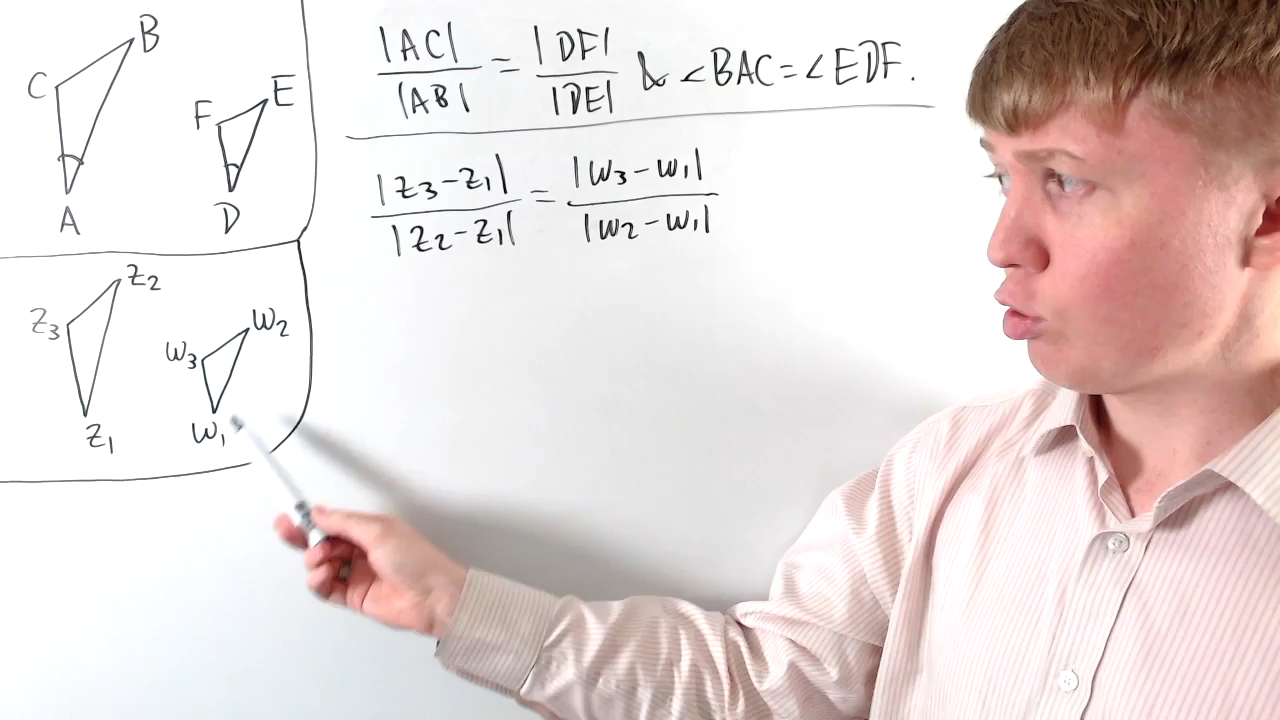 B
C
E
F
A
D
|AC|/|AB| = |DF|/|DE| & ∠BAC = ∠EDF.
|z₃-z₁|/|z₂-z₁| = |w₃-w₁|/|w₂-w₁|
z₂
z₃
w₂
w₃
z₁
w₁